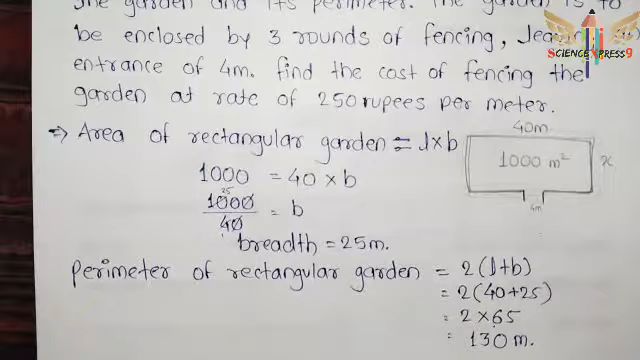 the garden and its perimeter. The garden is to
be enclosed by 3 rounds of fencing, leaving an
entrance of 4m. find the cost of fencing the
garden at rate of 250 rupees per meter.
SCIENCEXPRESS9
⇒ Area of rectangular garden = l×b
40m
1000 m²
x
4m
1000 = 40 × b
25
1000/40 = b
breadth = 25m.
perimeter of rectangular garden = 2(l+b)
= 2(40+25)
= 2×65
= 130m.